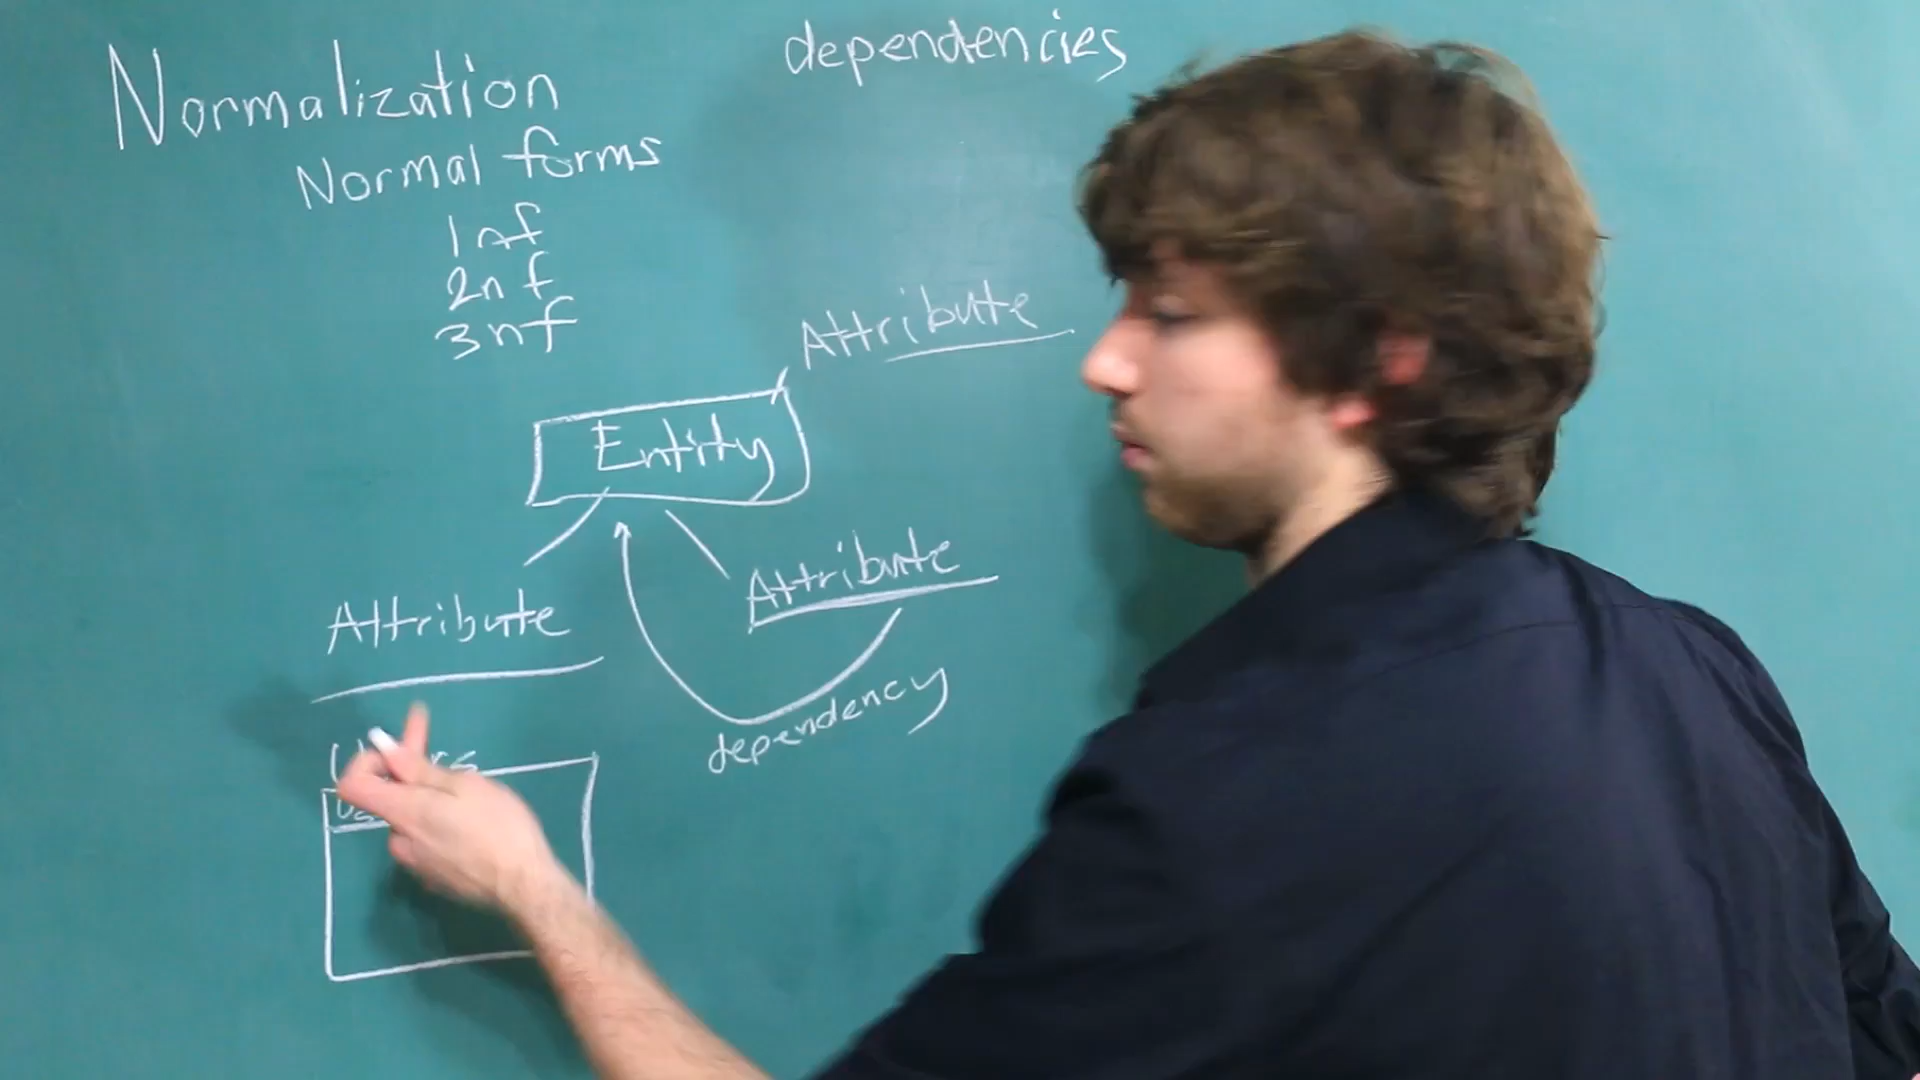 Normalization
Normal forms
1nf
2nf
3nf
dependencies
Attribute
Entity
Attribute
Attribute
dependency